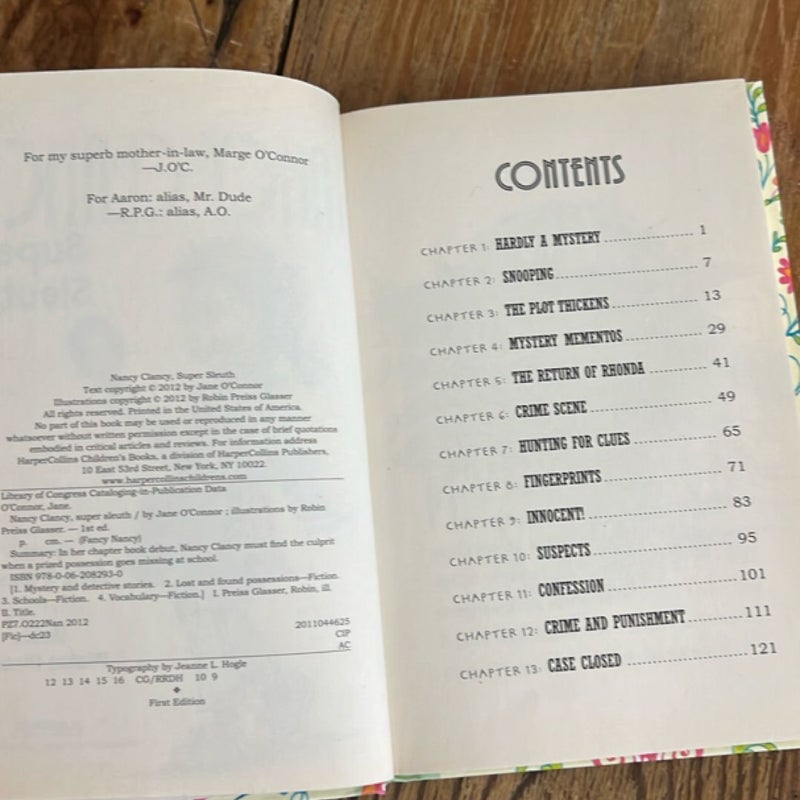 For my superb mother-in-law, Marge O'Connor
—J.O'C.
For Aaron: alias, Mr. Dude
—R.P.G.: alias, A.O.
Nancy Clancy, Super Sleuth
Text copyright © 2012 by Jane O'Connor
Illustrations copyright © 2012 by Robin Preiss Glasser
All rights reserved. Printed in the United States of America.
No part of this book may be used or reproduced in any manner
whatsoever without written permission except in the case of brief quotations
embodied in critical articles and reviews. For information address
HarperCollins Children's Books, a division of HarperCollins Publishers,
10 East 53rd Street, New York, NY 10022.
www.harpercollinschildrens.com
Library of Congress Cataloging-in-Publication Data
O'Connor, Jane.
Nancy Clancy, super sleuth / by Jane O'Connor ; illustrations by Robin
Preiss Glasser. — 1st ed.
p. cm. — (Fancy Nancy)
Summary: In her chapter book debut, Nancy Clancy must find the culprit
when a prized possession goes missing at school.
ISBN 978-0-06-208293-0
[1. Mystery and detective stories. 2. Lost and found possessions—Fiction.
3. Schools—Fiction. 4. Vocabulary—Fiction.] I. Preiss Glasser, Robin, ill.
II. Title.
PZ7.O222Nan 2012 2011044625
[Fic]—dc23 CIP
AC
Typography by Jeanne L. Hogle
12 13 14 15 16 CG/RRDH 10 9
First Edition
CONTENTS
CHAPTER 1: HARDLY A MYSTERY 1
CHAPTER 2: SNOOPING 7
CHAPTER 3: THE PLOT THICKENS 13
CHAPTER 4: MYSTERY MEMENTOS 29
CHAPTER 5: THE RETURN OF RHONDA 41
CHAPTER 6: CRIME SCENE 49
CHAPTER 7: HUNTING FOR CLUES 65
CHAPTER 8: FINGERPRINTS 71
CHAPTER 9: INNOCENT! 83
CHAPTER 10: SUSPECTS 95
CHAPTER 11: CONFESSION 101
CHAPTER 12: CRIME AND PUNISHMENT 111
CHAPTER 13: CASE CLOSED 121